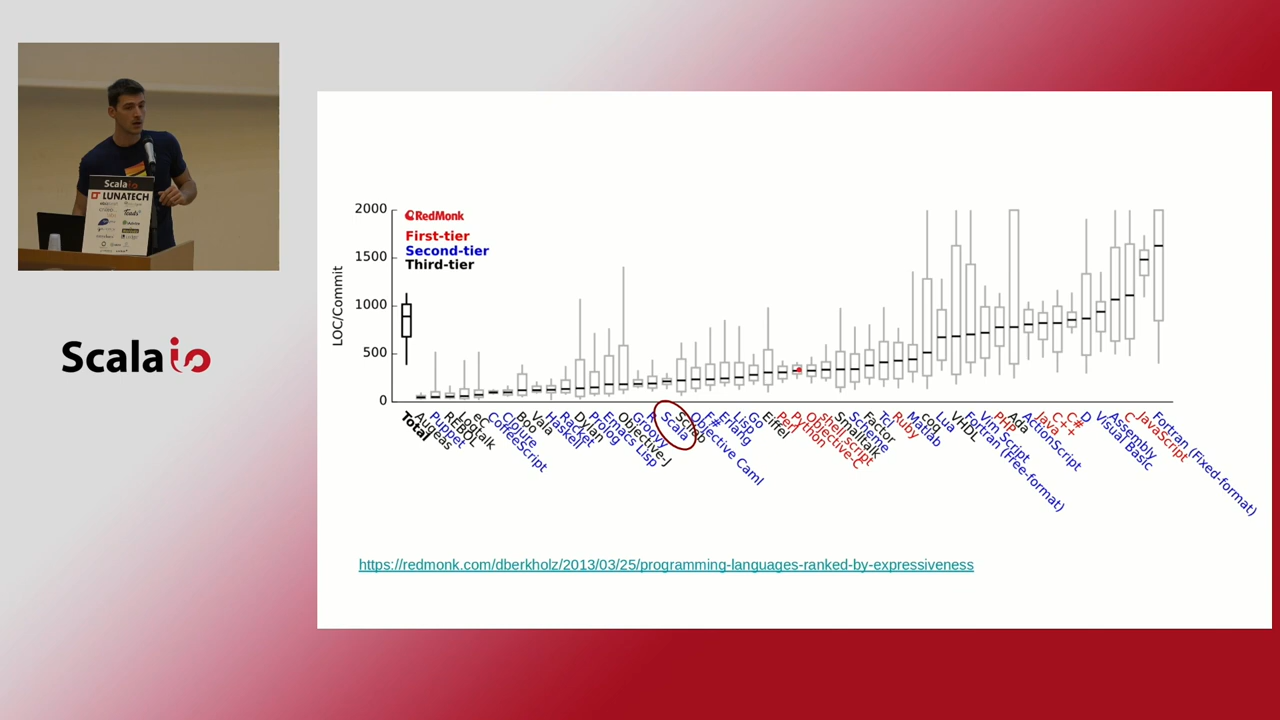 Scalaio
LUNATECH
Scalaio
2000
1500
1000
500
0
LOC/Commit
RedMonk
First-tier
Second-tier
Third-tier
Total
Augeas
Puppet
REBOL
Logtalk
eC
CoffeeScript
Clojure
Boo
Vala
Haskell
Racket
Dylan
Prolog
Emacs Lisp
Objective-J
Groovy
R
Scala
Scilab
Objective Caml
F#
Erlang
Lisp
Go
Eiffel
Perl
Python
Objective-C
shell script
Smalltalk
Scheme
Factor
Tcl
Ruby
Matlab
coq
Lua
VHDL
Fortran (Free-format)
Vim Script
PHP
Ada
ActionScript
Java
C++
C#
D
Visual Basic
Assembly
C
JavaScript
Fortran (Fixed-format)
https://redmonk.com/dberkholz/2013/03/25/programming-languages-ranked-by-expressiveness